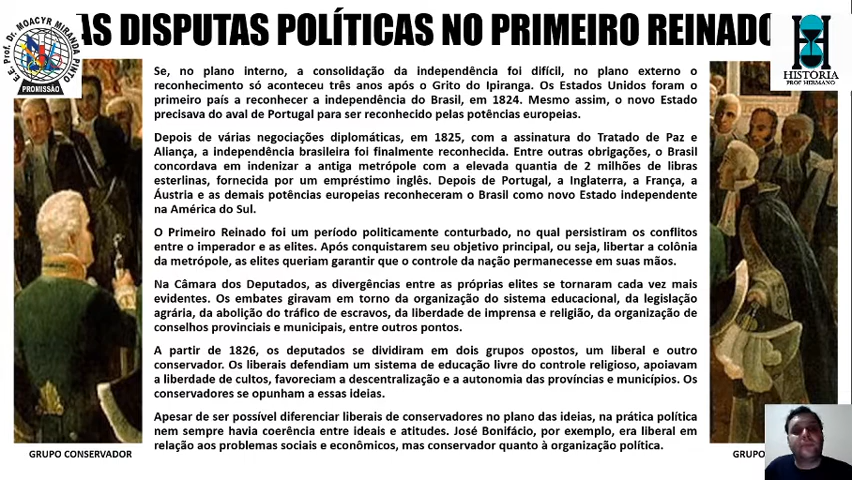 AS DISPUTAS POLÍTICAS NO PRIMEIRO REINADO
E.E. Prof. Dr. MOACYR MIRANDA PINTO
PROMISSÃO
HISTORIA
PROF HERMANO
Se, no plano interno, a consolidação da independência foi difícil, no plano externo o
reconhecimento só aconteceu três anos após o Grito do Ipiranga. Os Estados Unidos foram o
primeiro país a reconhecer a independência do Brasil, em 1824. Mesmo assim, o novo Estado
precisava do aval de Portugal para ser reconhecido pelas potências europeias.
Depois de várias negociações diplomáticas, em 1825, com a assinatura do Tratado de Paz e
Aliança, a independência brasileira foi finalmente reconhecida. Entre outras obrigações, o Brasil
concordava em indenizar a antiga metrópole com a elevada quantia de 2 milhões de libras
esterlinas, fornecida por um empréstimo inglês. Depois de Portugal, a Inglaterra, a França, a
Áustria e as demais potências europeias reconheceram o Brasil como novo Estado independente
na América do Sul.
O Primeiro Reinado foi um período politicamente conturbado, no qual persistiram os conflitos
entre o imperador e as elites. Após conquistarem seu objetivo principal, ou seja, libertar a colônia
da metrópole, as elites queriam garantir que o controle da nação permanecesse em suas mãos.
Na Câmara dos Deputados, as divergências entre as próprias elites se tornaram cada vez mais
evidentes. Os embates giravam em torno da organização do sistema educacional, da legislação
agrária, da abolição do tráfico de escravos, da liberdade de imprensa e religião, da organização de
conselhos provinciais e municipais, entre outros pontos.
A partir de 1826, os deputados se dividiram em dois grupos opostos, um liberal e outro
conservador. Os liberais defendiam um sistema de educação livre do controle religioso, apoiavam
a liberdade de cultos, favoreciam a descentralização e a autonomia das províncias e municípios. Os
conservadores se opunham a essas ideias.
Apesar de ser possível diferenciar liberais de conservadores no plano das ideias, na prática política
nem sempre havia coerência entre ideais e atitudes. José Bonifácio, por exemplo, era liberal em
relação aos problemas sociais e econômicos, mas conservador quanto à organização política.
GRUPO CONSERVADOR
GRUPO